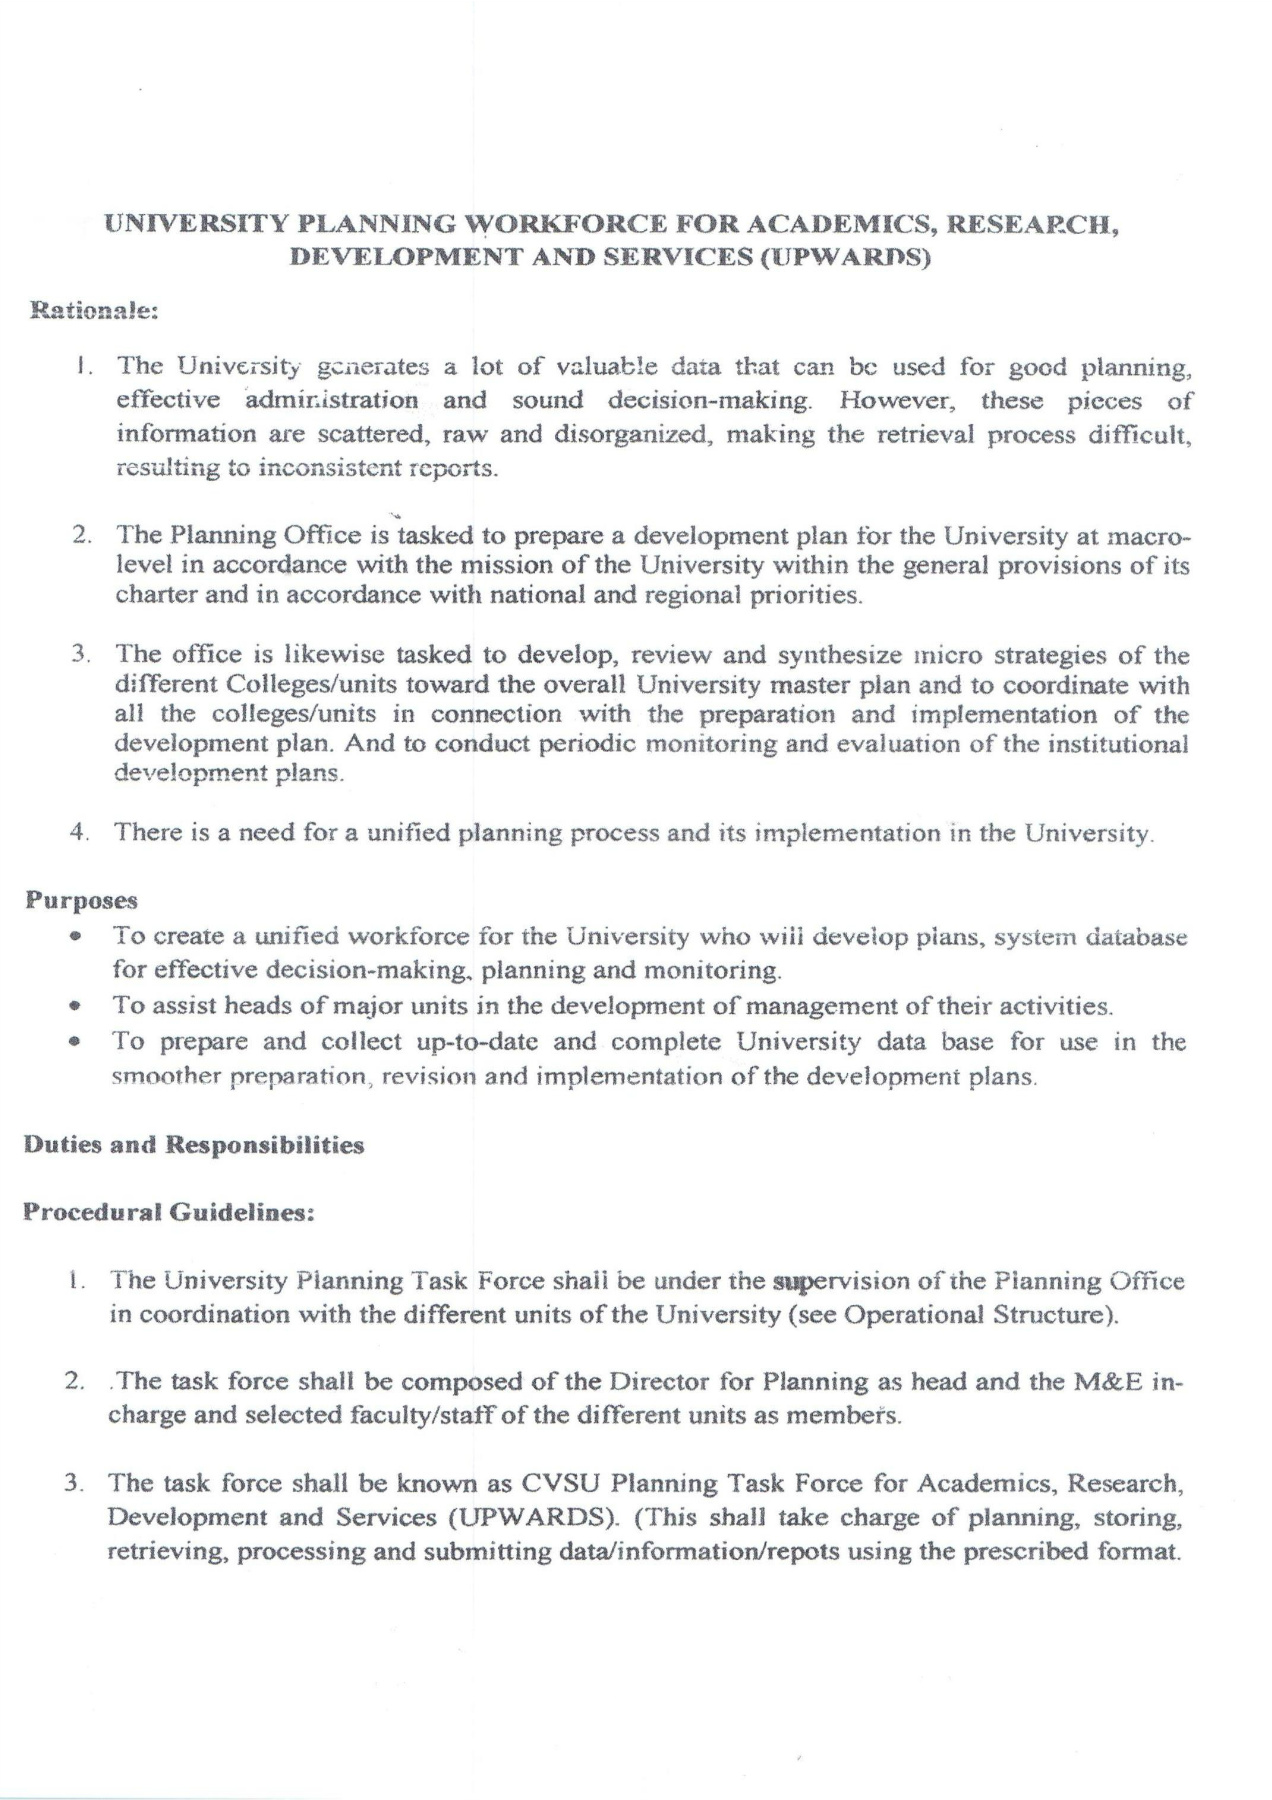 UNIVERSITY PLANNING WORKFORCE FOR ACADEMICS, RESEARCH,
DEVELOPMENT AND SERVICES (UPWARDS)
Rationale:
1. The University generates a lot of valuable data that can be used for good planning,
effective administration and sound decision-making. However, these pieces of
information are scattered, raw and disorganized, making the retrieval process difficult,
resulting to inconsistent reports.
2. The Planning Office is tasked to prepare a development plan for the University at macro-
level in accordance with the mission of the University within the general provisions of its
charter and in accordance with national and regional priorities.
3. The office is likewise tasked to develop, review and synthesize micro strategies of the
different Colleges/units toward the overall University master plan and to coordinate with
all the colleges/units in connection with the preparation and implementation of the
development plan. And to conduct periodic monitoring and evaluation of the institutional
development plans.
4. There is a need for a unified planning process and its implementation in the University.
Purposes
• To create a unified workforce for the University who will develop plans, system database
for effective decision-making, planning and monitoring.
• To assist heads of major units in the development of management of their activities.
• To prepare and collect up-to-date and complete University data base for use in the
smoother preparation, revision and implementation of the development plans.
Duties and Responsibilities
Procedural Guidelines:
1. The University Planning Task Force shall be under the supervision of the Planning Office
in coordination with the different units of the University (see Operational Structure).
2. .The task force shall be composed of the Director for Planning as head and the M&E in-
charge and selected faculty/staff of the different units as members.
3. The task force shall be known as CVSU Planning Task Force for Academics, Research,
Development and Services (UPWARDS). (This shall take charge of planning, storing,
retrieving, processing and submitting data/information/repots using the prescribed format.